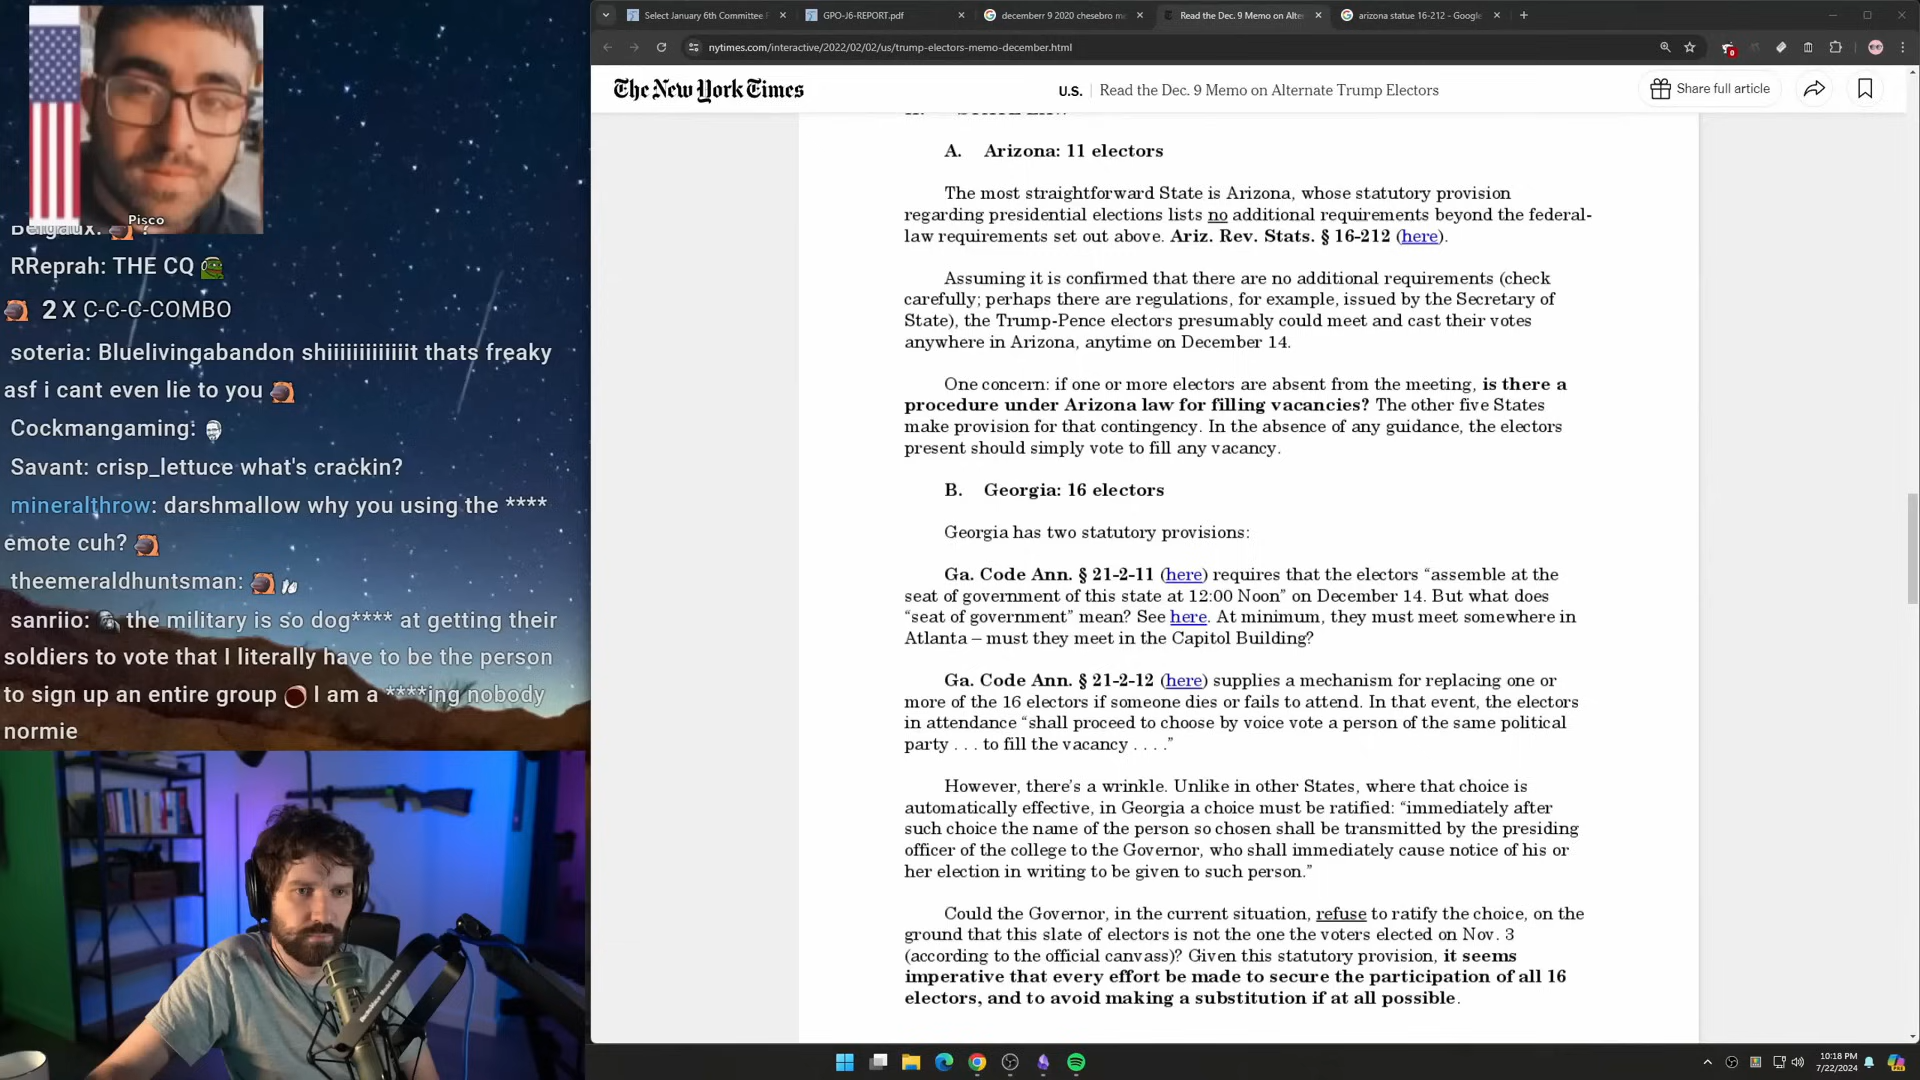 Select January 6th Committee F
GPO-J6-REPORT.pdf
decemberr 9 2020 chesebro me
Read the Dec. 9 Memo on Alter
arizona statue 16-212 - Google
nytimes.com/interactive/2022/02/02/us/trump-electors-memo-december.html
0
The New York Times
U.S. | Read the Dec. 9 Memo on Alternate Trump Electors
Share full article
Pisco
?
RReprah: THE CQ
2 X C-C-C-COMBO
soteria: Bluelivingabandon shiiiiiiiiiiiiit thats freaky
asf i cant even lie to you
Cockmangaming:
Savant: crisp_lettuce what's crackin?
mineralthrow: darshmallow why you using the ****
emote cuh?
theemeraldhuntsman:
sanriio: the military is so dog**** at getting their
soldiers to vote that I literally have to be the person
to sign up an entire group I am a ****ing nobody
normie
A. Arizona: 11 electors
The most straightforward State is Arizona, whose statutory provision
regarding presidential elections lists no additional requirements beyond the federal-
law requirements set out above. Ariz. Rev. Stats. § 16-212 (here).
Assuming it is confirmed that there are no additional requirements (check
carefully; perhaps there are regulations, for example, issued by the Secretary of
State), the Trump-Pence electors presumably could meet and cast their votes
anywhere in Arizona, anytime on December 14.
One concern: if one or more electors are absent from the meeting, is there a
procedure under Arizona law for filling vacancies? The other five States
make provision for that contingency. In the absence of any guidance, the electors
present should simply vote to fill any vacancy.
B. Georgia: 16 electors
Georgia has two statutory provisions:
Ga. Code Ann. § 21-2-11 (here) requires that the electors “assemble at the
seat of government of this state at 12:00 Noon” on December 14. But what does
“seat of government” mean? See here. At minimum, they must meet somewhere in
Atlanta – must they meet in the Capitol Building?
Ga. Code Ann. § 21-2-12 (here) supplies a mechanism for replacing one or
more of the 16 electors if someone dies or fails to attend. In that event, the electors
in attendance “shall proceed to choose by voice vote a person of the same political
party . . . to fill the vacancy . . . .”
However, there’s a wrinkle. Unlike in other States, where that choice is
automatically effective, in Georgia a choice must be ratified: “immediately after
such choice the name of the person so chosen shall be transmitted by the presiding
officer of the college to the Governor, who shall immediately cause notice of his or
her election in writing to be given to such person.”
Could the Governor, in the current situation, refuse to ratify the choice, on the
ground that this slate of electors is not the one the voters elected on Nov. 3
(according to the official canvass)? Given this statutory provision, it seems
imperative that every effort be made to secure the participation of all 16
electors, and to avoid making a substitution if at all possible.
10:18 PM
7/22/2024